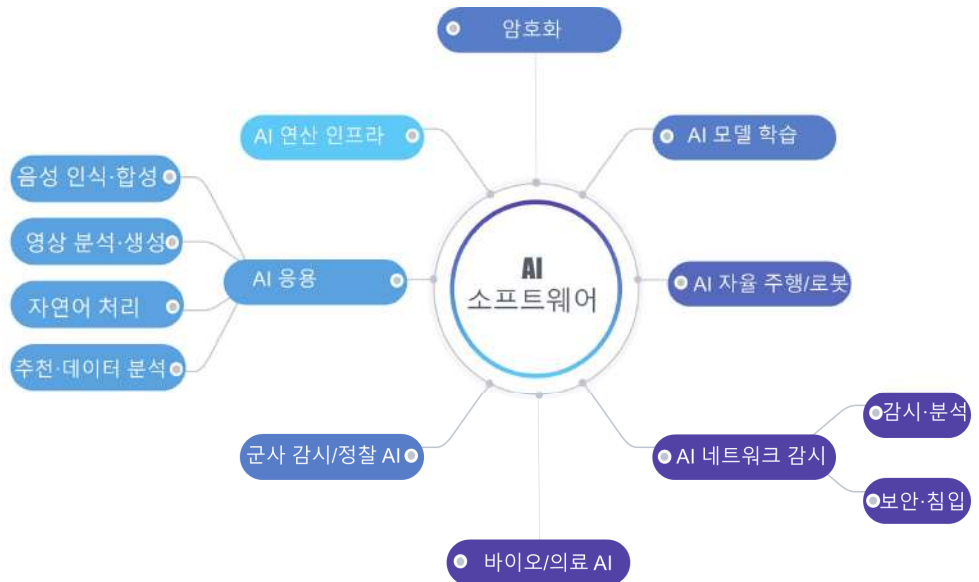 암호화
AI 연산 인프라
AI 모델 학습
음성 인식·합성
영상 분석·생성
AI 응용
자연어 처리
추천·데이터 분석
AI
소프트웨어
AI 자율 주행/로봇
군사 감시/정찰 AI
AI 네트워크 감시
감시·분석
보안·침입
바이오/의료 AI